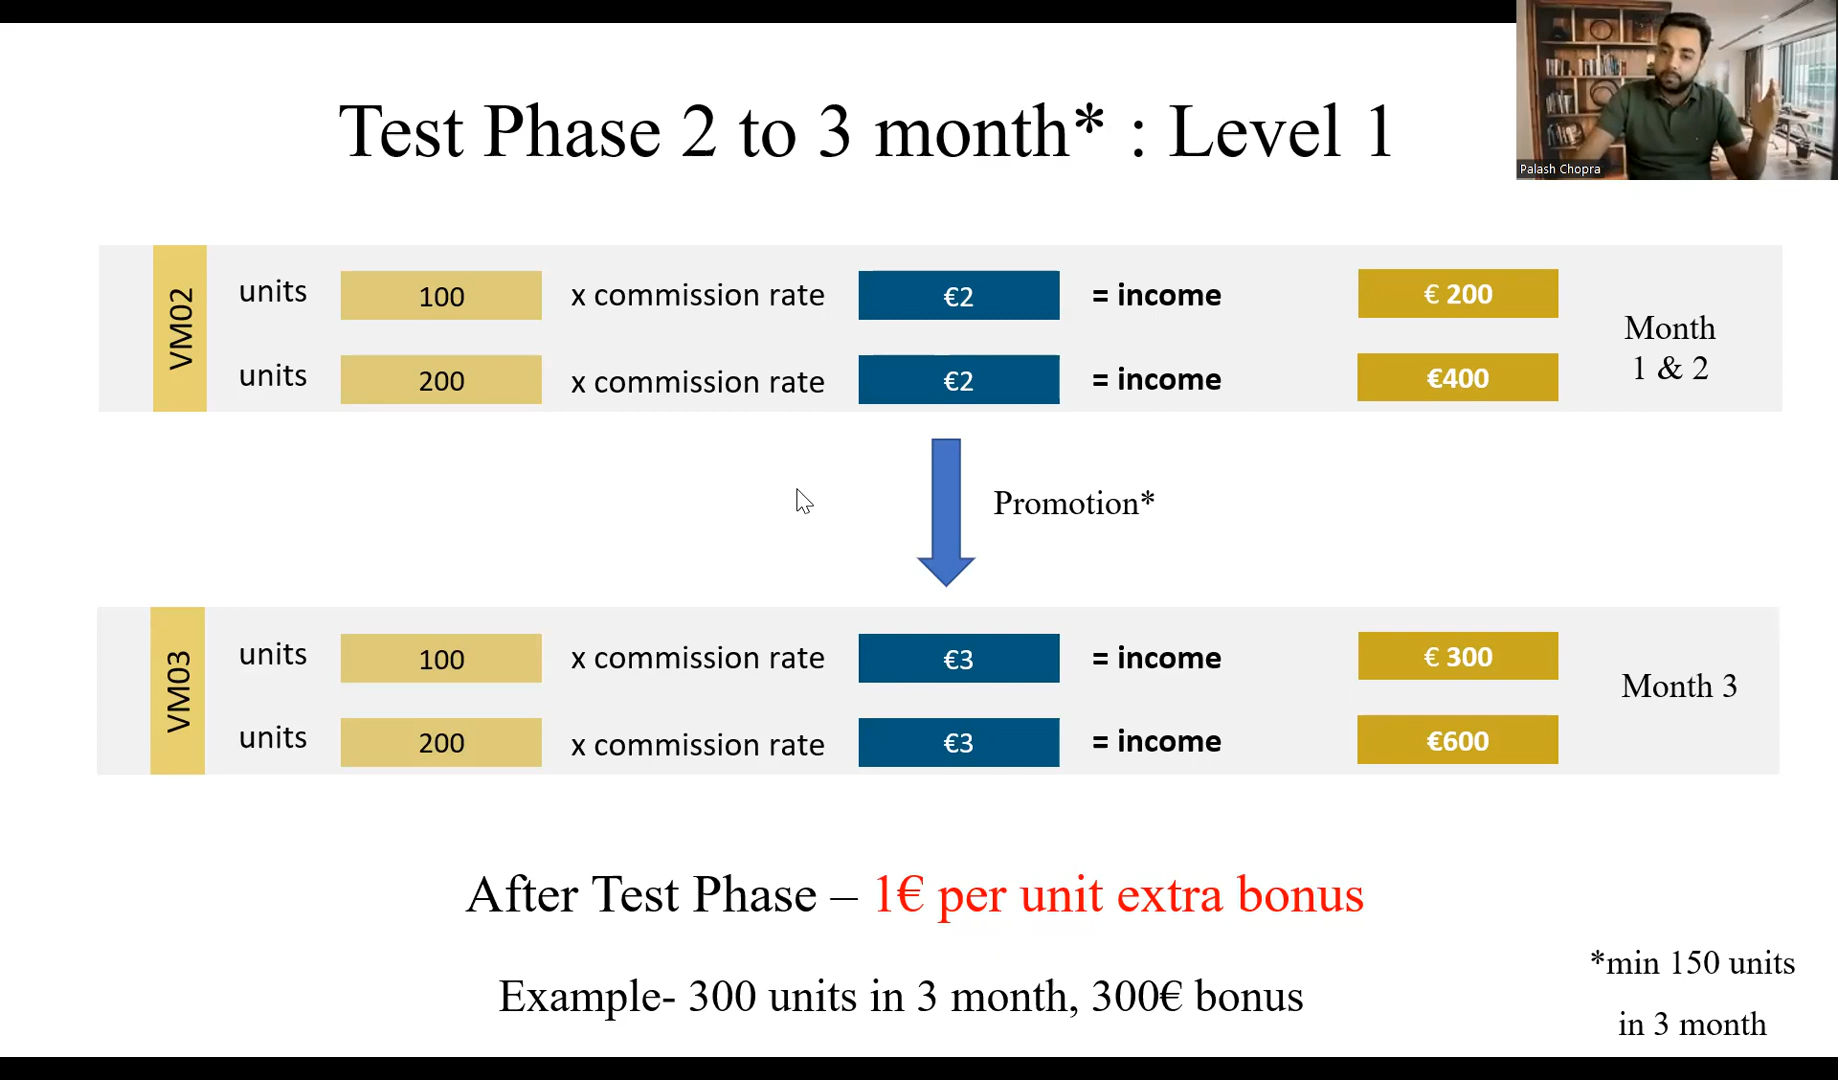 Test Phase 2 to 3 month* : Level 1
Palash Chopra
VM02
units 100 x commission rate €2 = income € 200
units 200 x commission rate €2 = income €400
Month
1 & 2
Promotion*
VM03
units 100 x commission rate €3 = income € 300
units 200 x commission rate €3 = income €600
Month 3
After Test Phase – 1€ per unit extra bonus
Example- 300 units in 3 month, 300€ bonus
*min 150 units
in 3 month